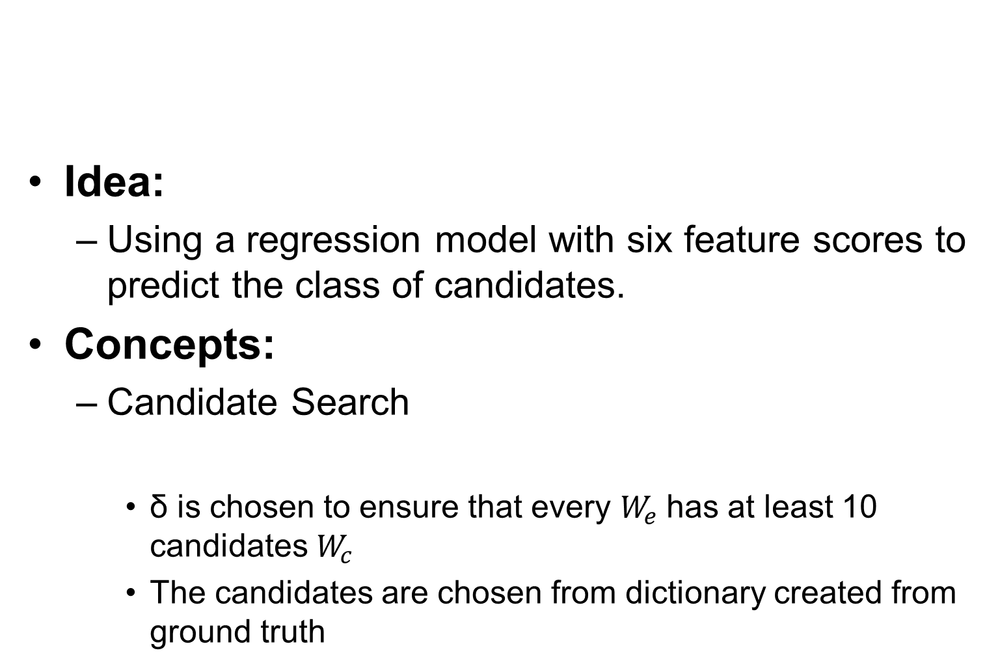 • Idea:
– Using a regression model with six feature scores to
predict the class of candidates.
• Concepts:
– Candidate Search
• δ is chosen to ensure that every 𝑊𝑒 has at least 10
candidates 𝑊𝑐
• The candidates are chosen from dictionary created from
ground truth